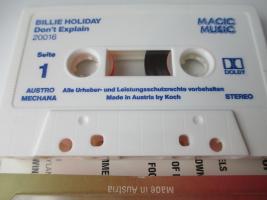 BILLIE HOLIDAY
Don't Explain
20016
MAGIC
MUSIC
Seite
1
DOLBY
AUSTRO
MECHANA
Alle Urheber- und Leistungsschutzrechte vorbehalten
Made in Austria by Koch
STEREO
Made in Austria